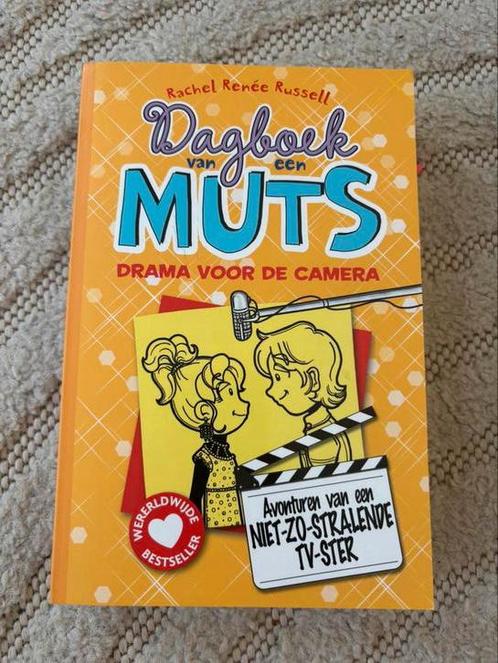 Rachel Renée Russell
Dagboek
van een
MUTS
DRAMA VOOR DE CAMERA
WERELDWIJDE
BESTSELLER
Avonturen van een
NIET-ZO-STRALENDE
TV-STER